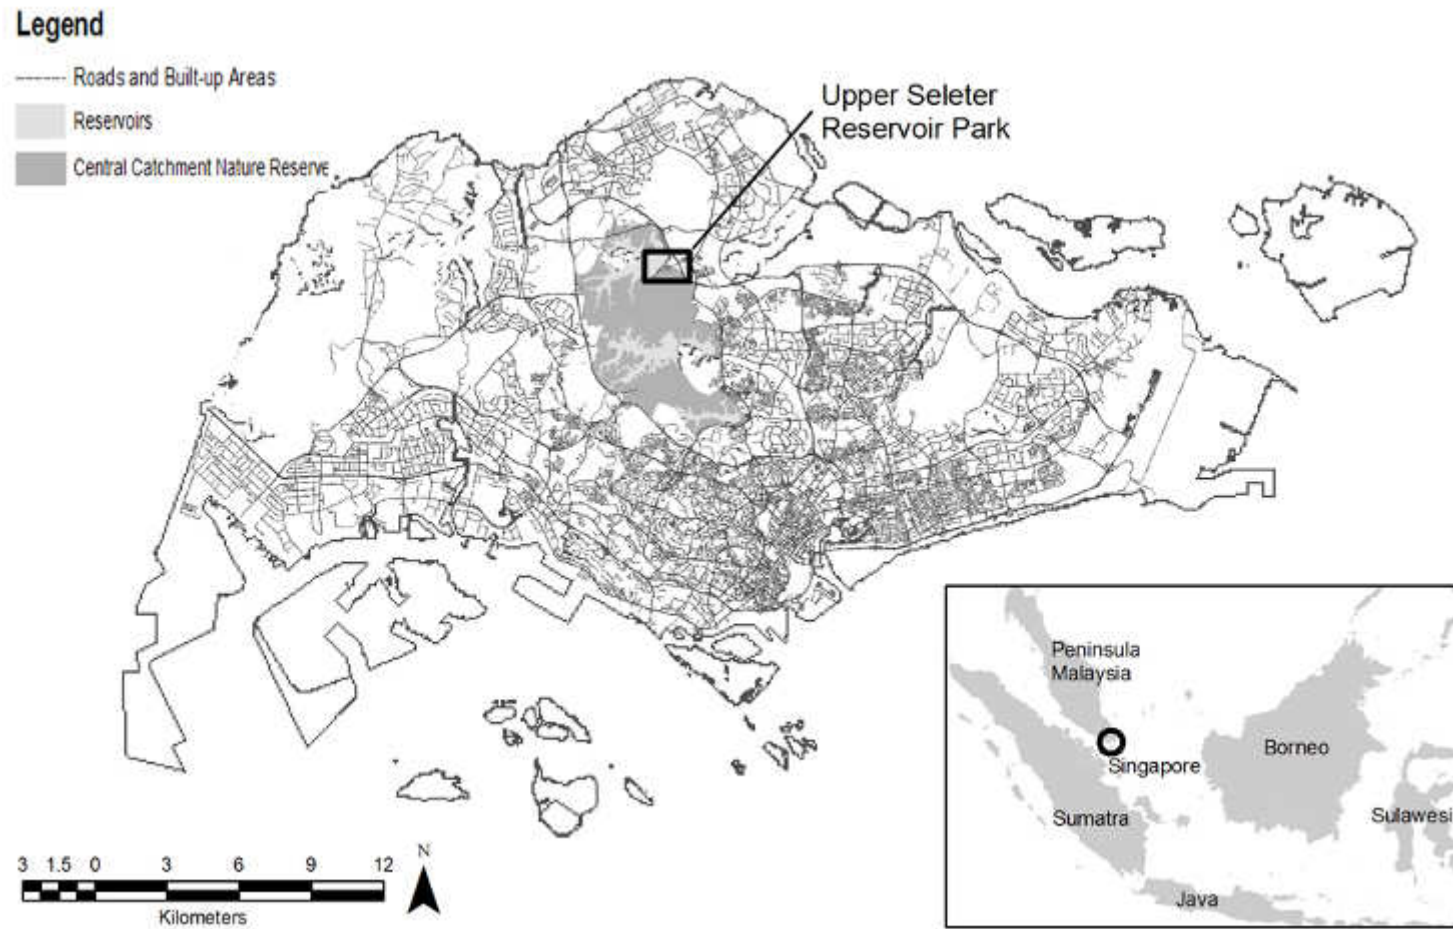 Legend
Roads and Built-up Areas
Reservoirs
Central Catchment Nature Reserve
Upper Seleter
Reservoir Park
3 1.5 0 3 6 9 12
Kilometers
N
Peninsula
Malaysia
Singapore
Borneo
Sumatra
Sulawesi
Java